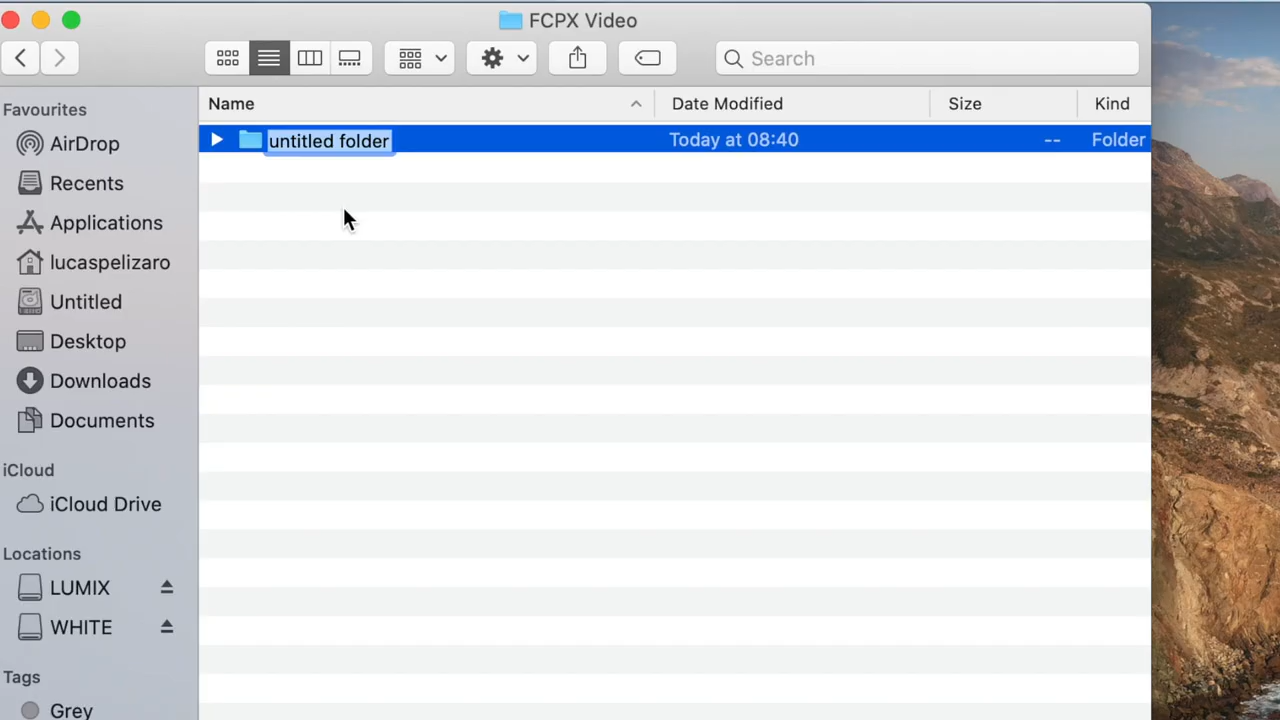 FCPX Video
Search
Favourites
AirDrop
Recents
Applications
lucaspelizaro
Untitled
Desktop
Downloads
Documents
iCloud
iCloud Drive
Locations
LUMIX
WHITE
Tags
Grey
Name Date Modified Size Kind
untitled folder Today at 08:40 -- Folder